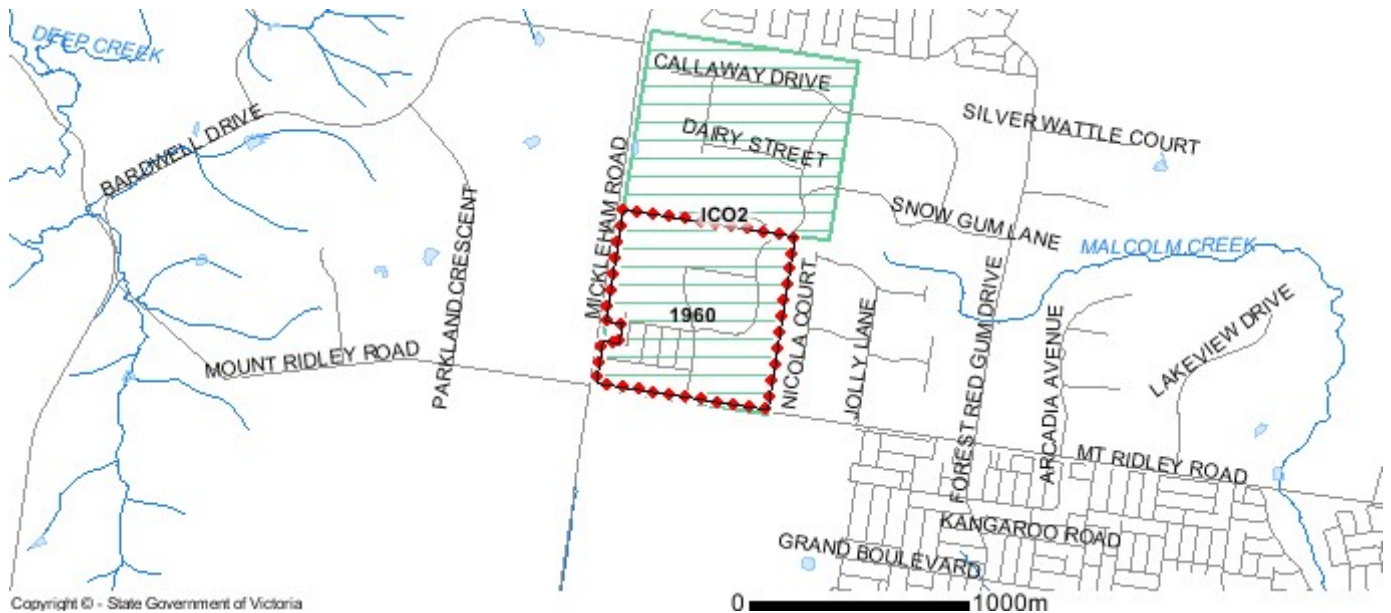 DEEP CREEK
CALLAWAY DRIVE
SILVER WATTLE COURT
BARDWELL DRIVE
DAIRY STREET
MICKLEHAM ROAD
PARKLAND CRESCENT
ICO2
SNOW GUM LANE
MALCOLM CREEK
1960
NICOLA COURT
JOLLY LANE
FOREST RED GUM DRIVE
ARCADIA AVENUE
LAKEVIEW DRIVE
MOUNT RIDLEY ROAD
MT RIDLEY ROAD
KANGAROO ROAD
GRAND BOULEVARD
Copyright © - State Government of Victoria
0 1000m